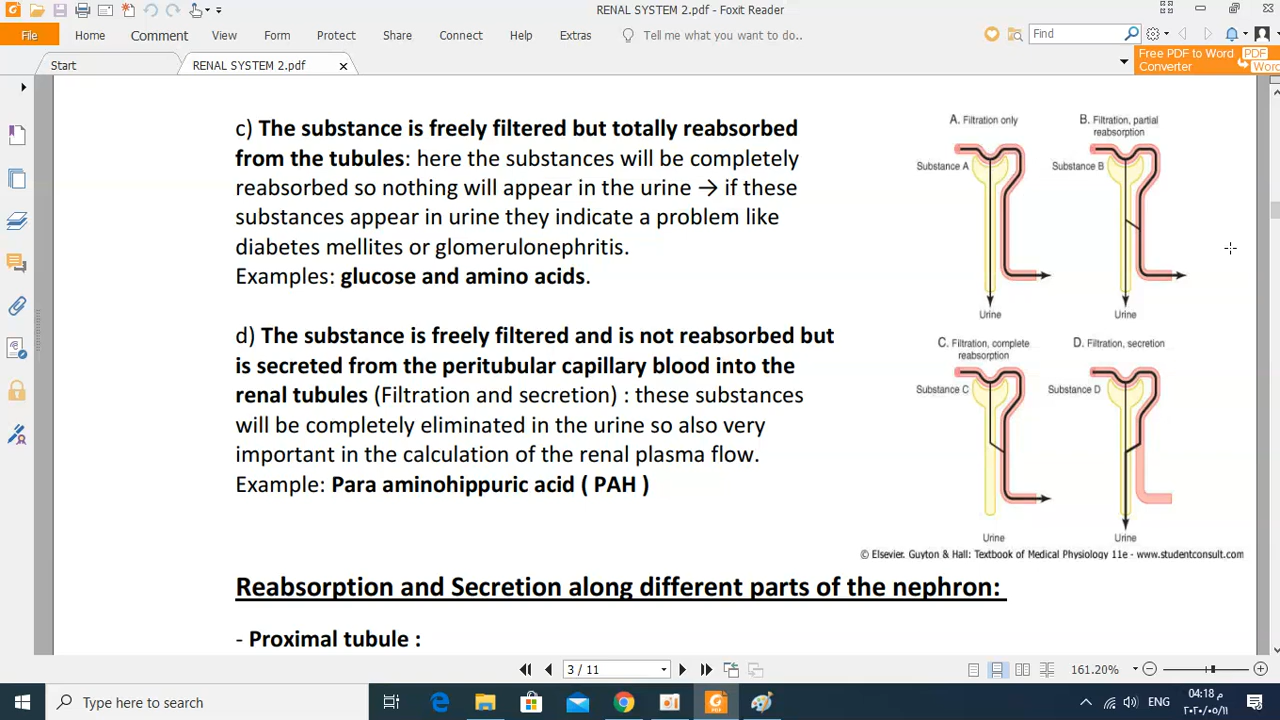 RENAL SYSTEM 2.pdf - Foxit Reader
File Home Comment View Form Protect Share Connect Help Extras Tell me what you want to do.. Find
Start RENAL SYSTEM 2.pdf
Free PDF to Word PDF
Converter Word
c) The substance is freely filtered but totally reabsorbed
from the tubules: here the substances will be completely
reabsorbed so nothing will appear in the urine → if these
substances appear in urine they indicate a problem like
diabetes mellites or glomerulonephritis.
Examples: glucose and amino acids.
d) The substance is freely filtered and is not reabsorbed but
is secreted from the peritubular capillary blood into the
renal tubules (Filtration and secretion) : these substances
will be completely eliminated in the urine so also very
important in the calculation of the renal plasma flow.
Example: Para aminohippuric acid ( PAH )
A. Filtration only
Substance A
Urine
B. Filtration, partial
reabsorption
Substance B
Urine
C. Filtration, complete
reabsorption
Substance C
Urine
D. Filtration, secretion
Substance D
Urine
© Elsevier. Guyton & Hall: Textbook of Medical Physiology 11e - www.studentconsult.com
Reabsorption and Secretion along different parts of the nephron:
- Proximal tubule :
3 / 11
161.20%
Type here to search
ENG
04:18 م
٢٠٢٠/٠٥/١١